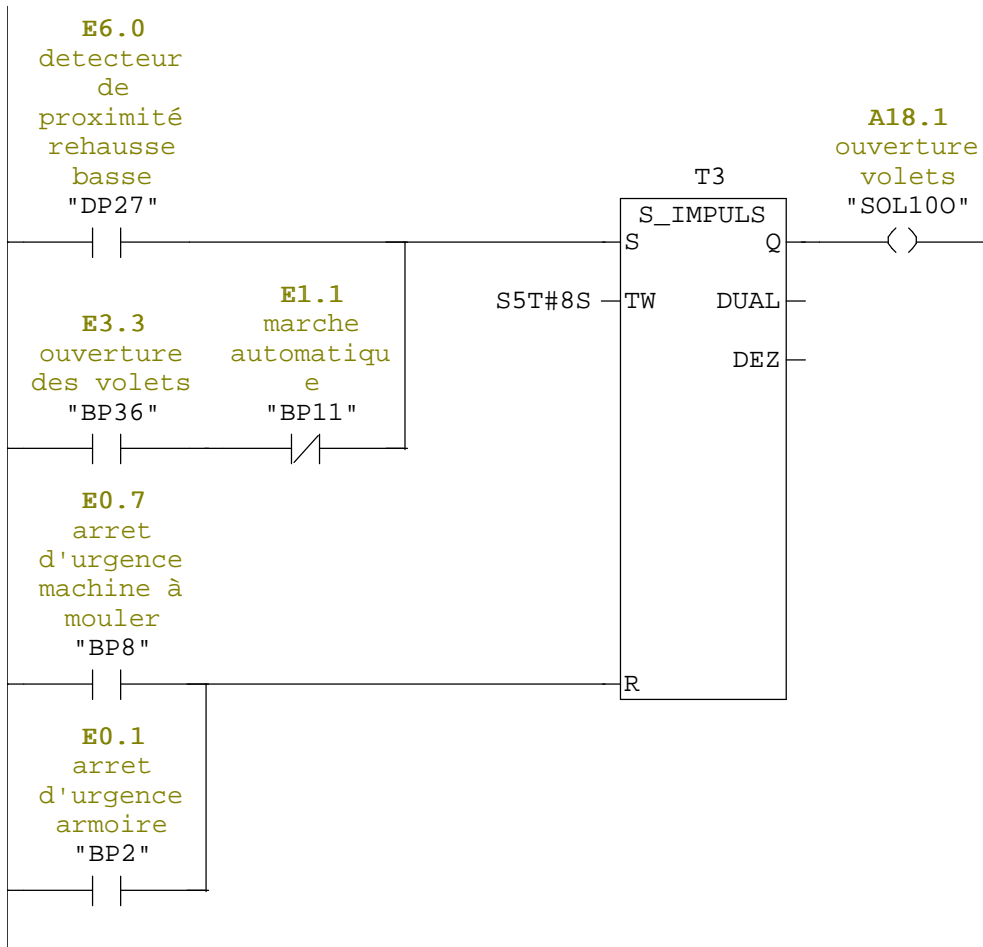 E6.0
detecteur
de
proximité
rehausse
basse
"DP27"
A18.1
ouverture
volets
"SOL10O"
T3
S_IMPULS
S
Q
S5T#8S
TW
DUAL
DEZ
R
E3.3
ouverture
des volets
"BP36"
E1.1
marche
automatiqu
e
"BP11"
E0.7
arret
d'urgence
machine à
mouler
"BP8"
E0.1
arret
d'urgence
armoire
"BP2"